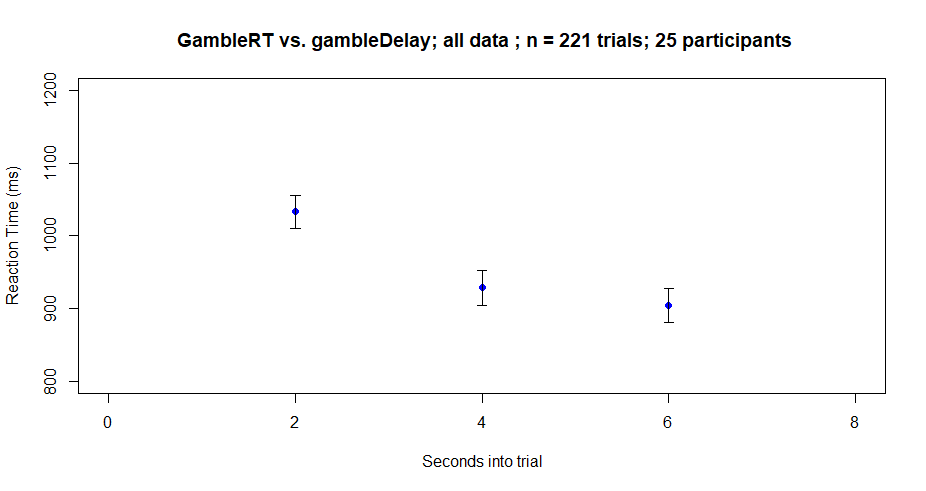 GambleRT vs. gambleDelay; all data ; n = 221 trials; 25 participants
Reaction Time (ms)
1200
1100
1000
900
800
0 2 4 6 8
Seconds into trial